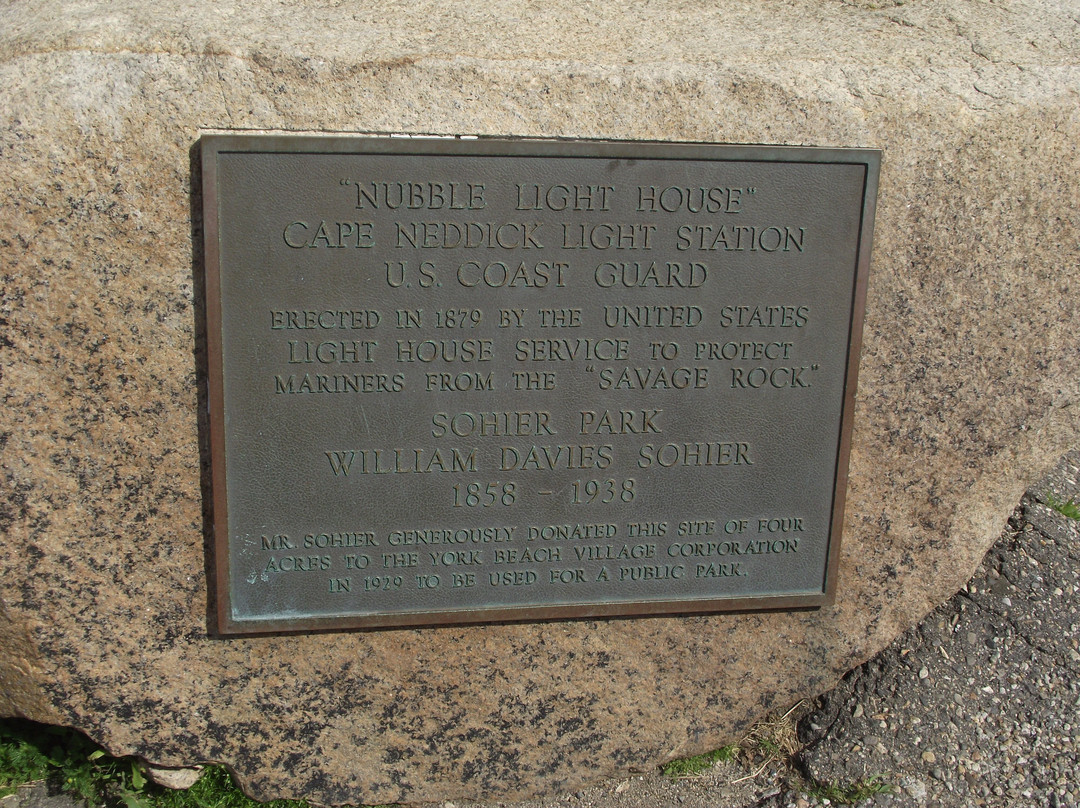 "NUBBLE LIGHT HOUSE"
CAPE NEDDICK LIGHT STATION
U.S. COAST GUARD
ERECTED IN 1879 BY THE UNITED STATES
LIGHT HOUSE SERVICE TO PROTECT
MARINERS FROM THE "SAVAGE ROCK."
SOHIER PARK
WILLIAM DAVIES SOHIER
1858 - 1938
MR. SOHIER GENEROUSLY DONATED THIS SITE OF FOUR
ACRES TO THE YORK BEACH VILLAGE CORPORATION
IN 1929 TO BE USED FOR A PUBLIC PARK.